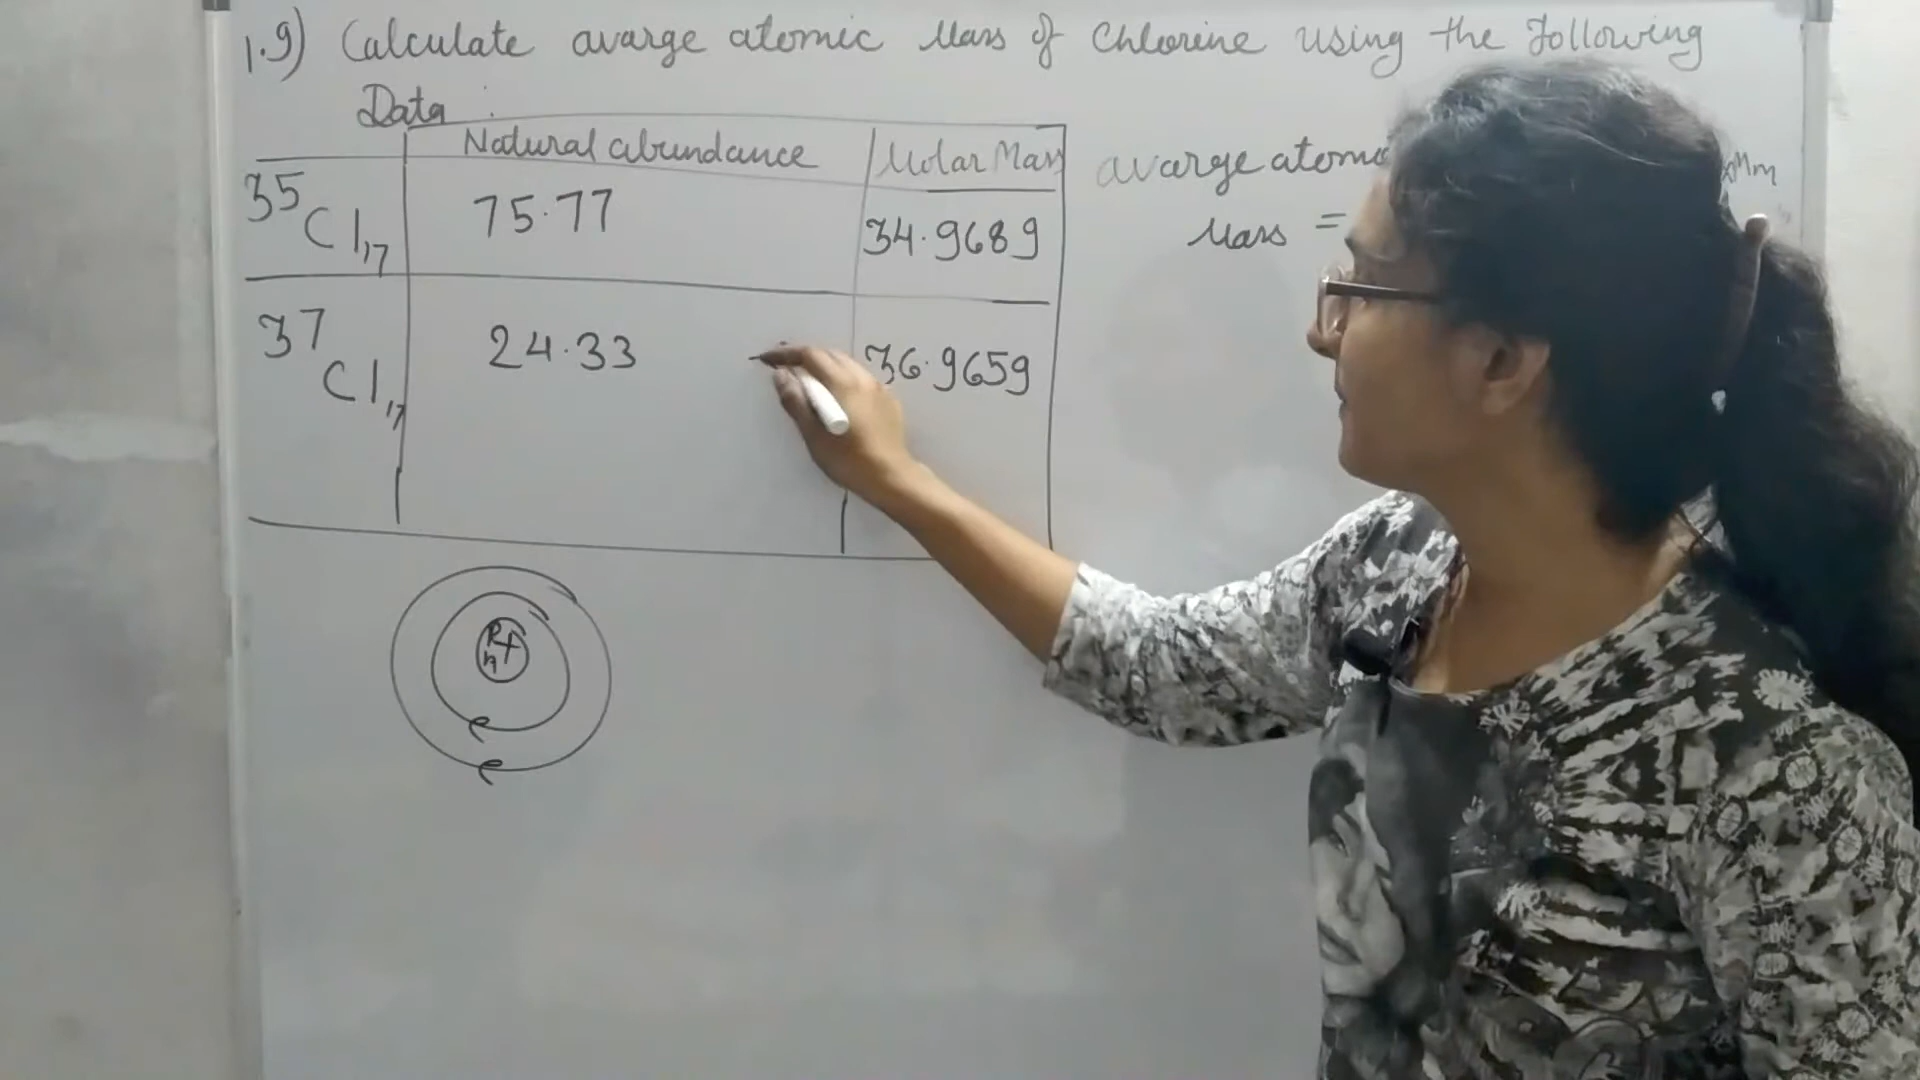 1.9) Calculate avarge atomic Mass of Chlorine using the following
Data :
Natural abundance Molar Mass
35 Cl 17 75.77 34.9689
37 Cl 17 24.33 36.9659
avarge atomic
Mass =
P+
n